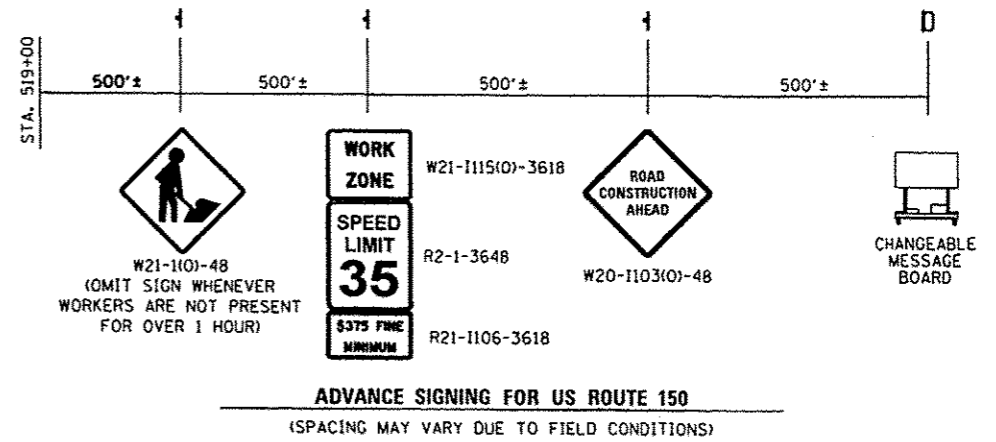 STA. 519+00
500'± 500'± 500'± 500'±
WORK
ZONE
W21-I115(O)-3618
SPEED
LIMIT
35
R2-1-3648
$375 FINE
MINIMUM
R21-I106-3618
ROAD
CONSTRUCTION
AHEAD
W20-I103(O)-48
W21-1(O)-48
(OMIT SIGN WHENEVER
WORKERS ARE NOT PRESENT
FOR OVER 1 HOUR)
CHANGEABLE
MESSAGE
BOARD
ADVANCE SIGNING FOR US ROUTE 150
(SPACING MAY VARY DUE TO FIELD CONDITIONS)